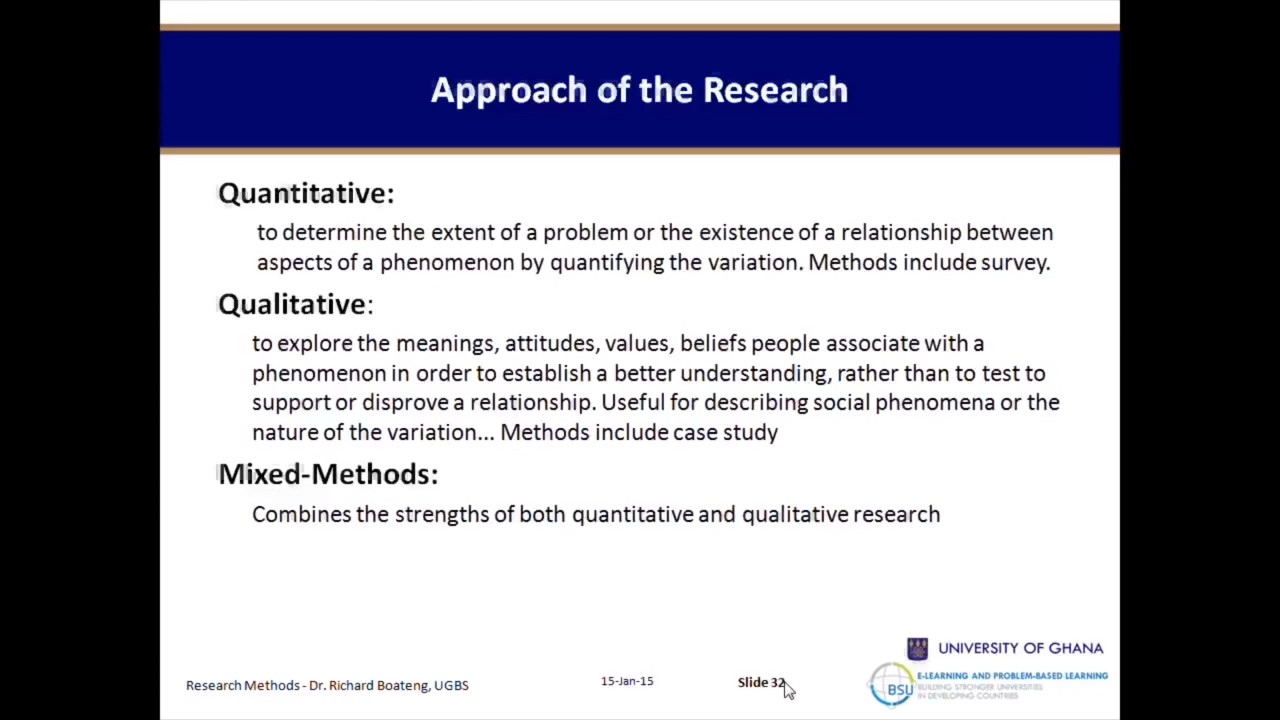 Approach of the Research
Quantitative:
to determine the extent of a problem or the existence of a relationship between
aspects of a phenomenon by quantifying the variation. Methods include survey.
Qualitative:
to explore the meanings, attitudes, values, beliefs people associate with a
phenomenon in order to establish a better understanding, rather than to test to
support or disprove a relationship. Useful for describing social phenomena or the
nature of the variation... Methods include case study
Mixed-Methods:
Combines the strengths of both quantitative and qualitative research
UNIVERSITY OF GHANA
Research Methods - Dr. Richard Boateng, UGBS
15-Jan-15
Slide 32
BSU
E-LEARNING AND PROBLEM-BASED LEARNING
BUILDING STRONGER UNIVERSITIES
IN DEVELOPING COUNTRIES